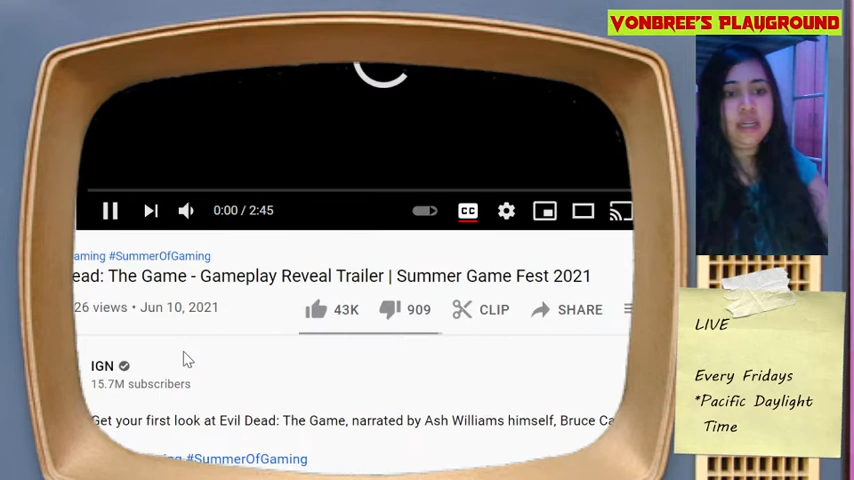 VONBREE'S PLAYGROUND
CC
0:00 / 2:45
aming #SummerOfGaming
ead: The Game - Gameplay Reveal Trailer | Summer Game Fest 2021
26 views • Jun 10, 2021
43K
909
CLIP
SHARE
IGN
15.7M subscribers
Get your first look at Evil Dead: The Game, narrated by Ash Williams himself, Bruce Ca
#SummerOfGaming
LIVE
Every Fridays
*Pacific Daylight
Time